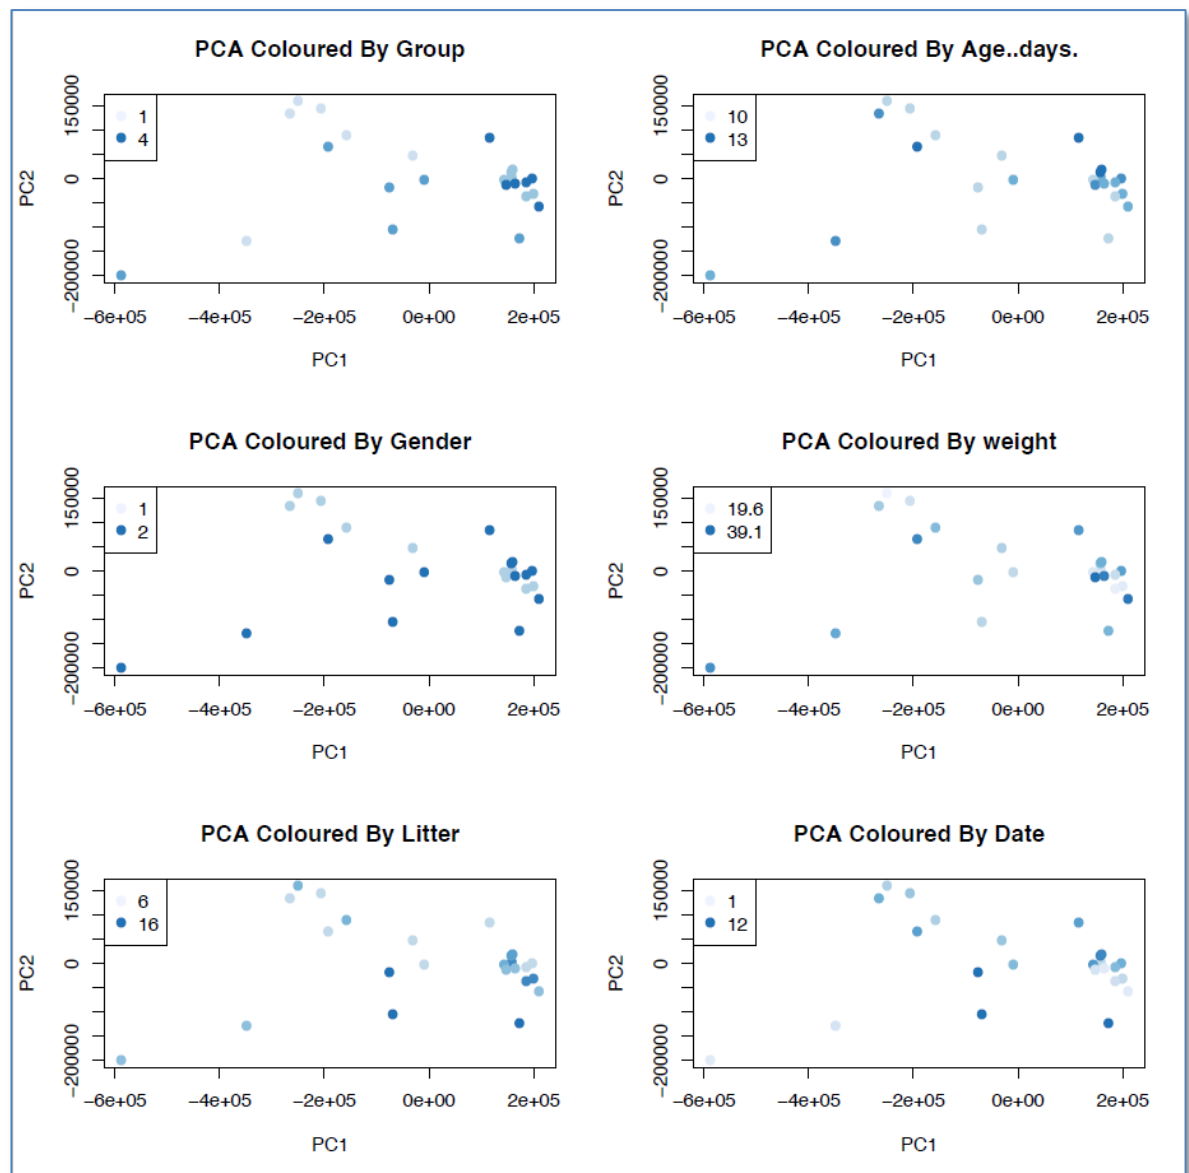 PCA Coloured By Group
1
4
150000
0
−200000
PC2
−6e+05 −4e+05 −2e+05 0e+00 2e+05
PC1
PCA Coloured By Age..days.
10
13
150000
0
−200000
PC2
−6e+05 −4e+05 −2e+05 0e+00 2e+05
PC1
PCA Coloured By Gender
1
2
150000
0
−200000
PC2
−6e+05 −4e+05 −2e+05 0e+00 2e+05
PC1
PCA Coloured By weight
19.6
39.1
150000
0
−200000
PC2
−6e+05 −4e+05 −2e+05 0e+00 2e+05
PC1
PCA Coloured By Litter
6
16
150000
0
−200000
PC2
−6e+05 −4e+05 −2e+05 0e+00 2e+05
PC1
PCA Coloured By Date
1
12
150000
0
−200000
PC2
−6e+05 −4e+05 −2e+05 0e+00 2e+05
PC1